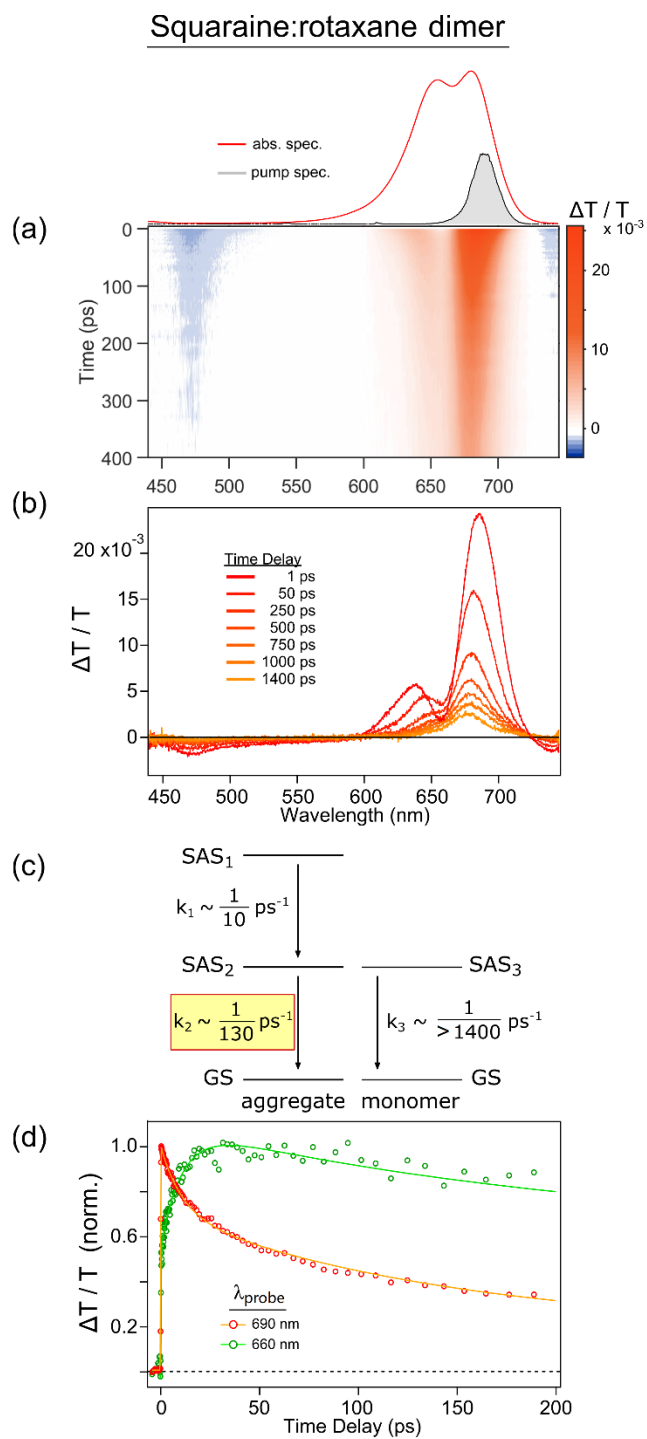 Squaraine:rotaxane dimer
abs. spec.
pump spec.
(a)
ΔT / T
x 10⁻³
20
10
0
Time (ps)
0
100
200
300
400
450 500 550 600 650 700
(b)
ΔT / T
20 x10⁻³
15
10
5
0
Time Delay
1 ps
50 ps
250 ps
500 ps
750 ps
1000 ps
1400 ps
450 500 550 600 650 700
Wavelength (nm)
(c)
SAS₁
k₁ ~ 1/10 ps⁻¹
SAS₂ SAS₃
k₂ ~ 1/130 ps⁻¹ k₃ ~ 1/>1400 ps⁻¹
GS GS
aggregate monomer
(d)
ΔT / T (norm.)
1.0
0.6
0.2
λprobe
690 nm
660 nm
0 50 100 150 200
Time Delay (ps)